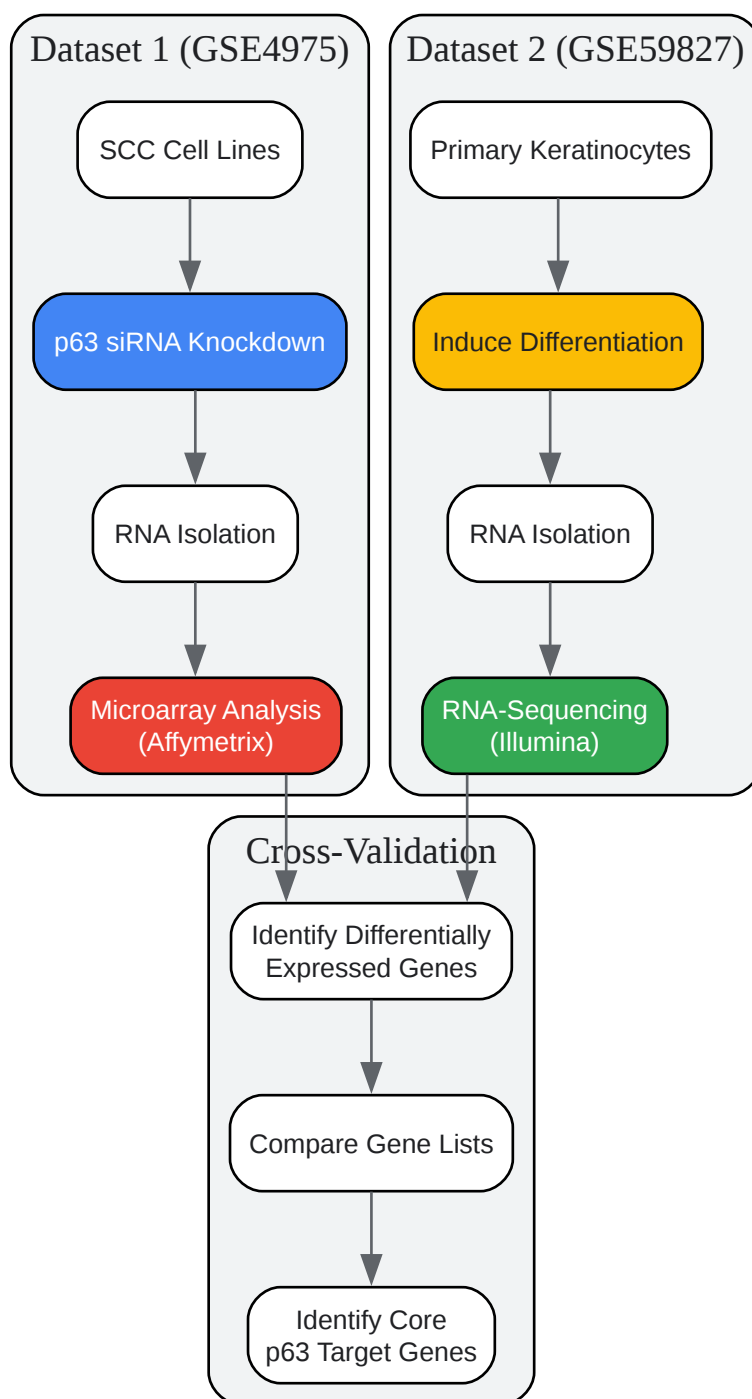 Dataset 1 (GSE4975)
SCC Cell Lines
p63 siRNA Knockdown
RNA Isolation
Microarray Analysis
(Affymetrix)
Dataset 2 (GSE59827)
Primary Keratinocytes
Induce Differentiation
RNA Isolation
RNA-Sequencing
(Illumina)
Cross-Validation
Identify Differentially
Expressed Genes
Compare Gene Lists
Identify Core
p63 Target Genes